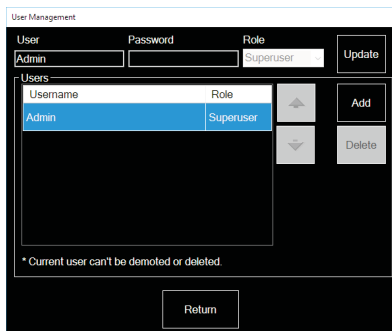 User Management
User Password Role
Admin Superuser Update
Users
Username Role
Admin Superuser
Add
Delete
* Current user can't be demoted or deleted.
Return